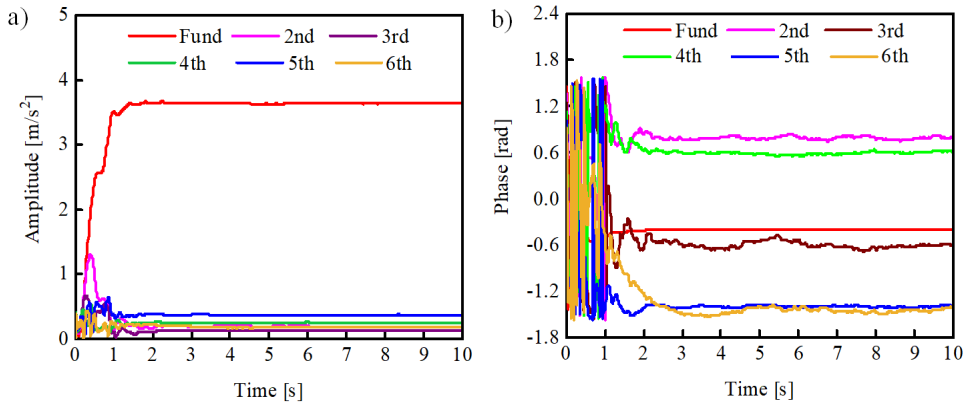 a)
Amplitude [m/s²]
5
4
3
2
1
0
Fund 2nd 3rd
4th 5th 6th
0 1 2 3 4 5 6 7 8 9 10
Time [s]
b)
Phase [rad]
2.4
1.8
1.2
0.6
0.0
-0.6
-1.2
-1.8
Fund 2nd 3rd
4th 5th 6th
0 1 2 3 4 5 6 7 8 9 10
Time [s]